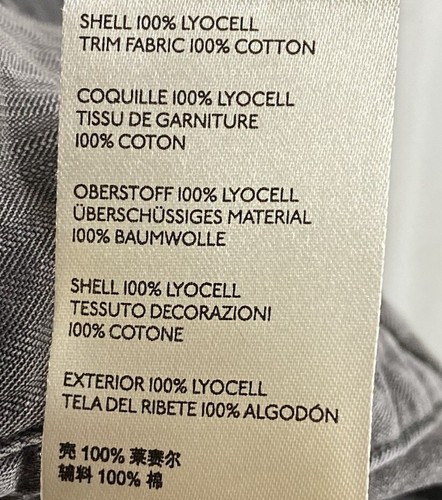 SHELL 100% LYOCELL
TRIM FABRIC 100% COTTON
COQUILLE 100% LYOCELL
TISSU DE GARNITURE
100% COTON
OBERSTOFF 100% LYOCELL
ÜBERSCHÜSSIGES MATERIAL
100% BAUMWOLLE
SHELL 100% LYOCELL
TESSUTO DECORAZIONI
100% COTONE
EXTERIOR 100% LYOCELL
TELA DEL RIBETE 100% ALGODÓN
壳 100% 莱赛尔
辅料 100% 棉